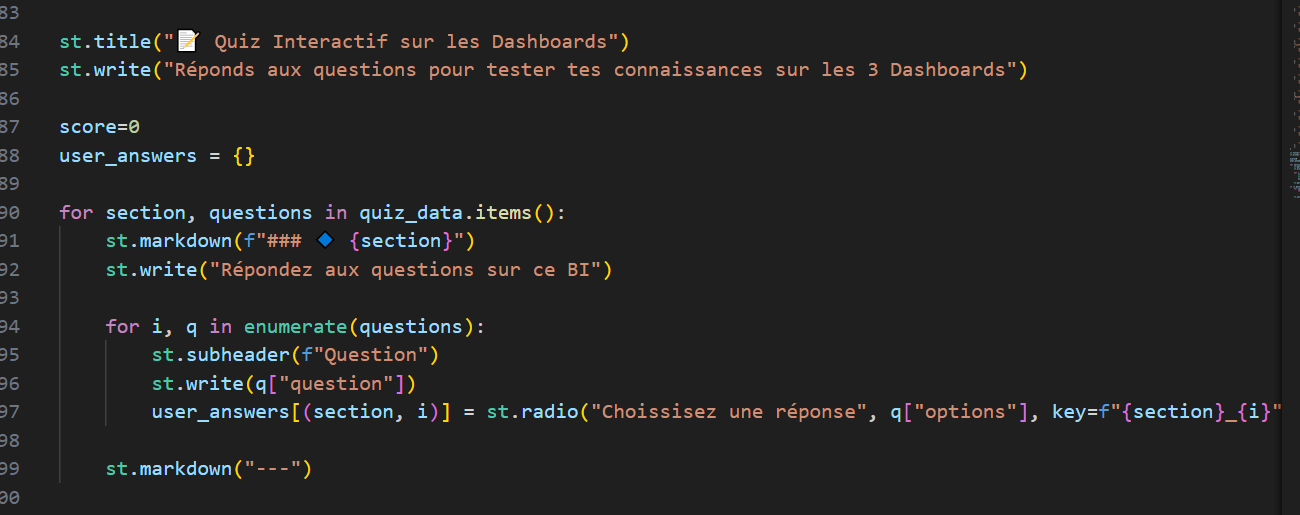 83
84 st.title("📝 Quiz Interactif sur les Dashboards")
85 st.write("Réponds aux questions pour tester tes connaissances sur les 3 Dashboards")
86
87 score=0
88 user_answers = {}
89
90 for section, questions in quiz_data.items():
91 st.markdown(f"### 🔷 {section}")
92 st.write("Répondez aux questions sur ce BI")
93
94 for i, q in enumerate(questions):
95 st.subheader(f"Question")
96 st.write(q["question"])
97 user_answers[(section, i)] = st.radio("Choissisez une réponse", q["options"], key=f"{section}_{i}"
98
99 st.markdown("---")
00